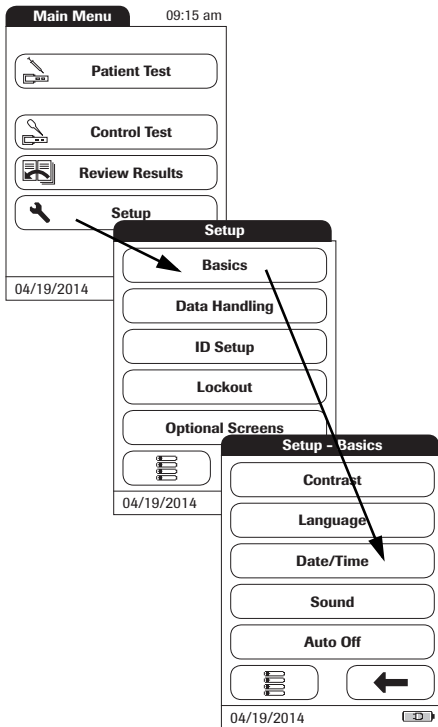 Main Menu 09:15 am
Patient Test
Control Test
Review Results
Setup
04/19/2014
Setup
Basics
Data Handling
ID Setup
Lockout
Optional Screens
04/19/2014
Setup - Basics
Contrast
Language
Date/Time
Sound
Auto Off
04/19/2014